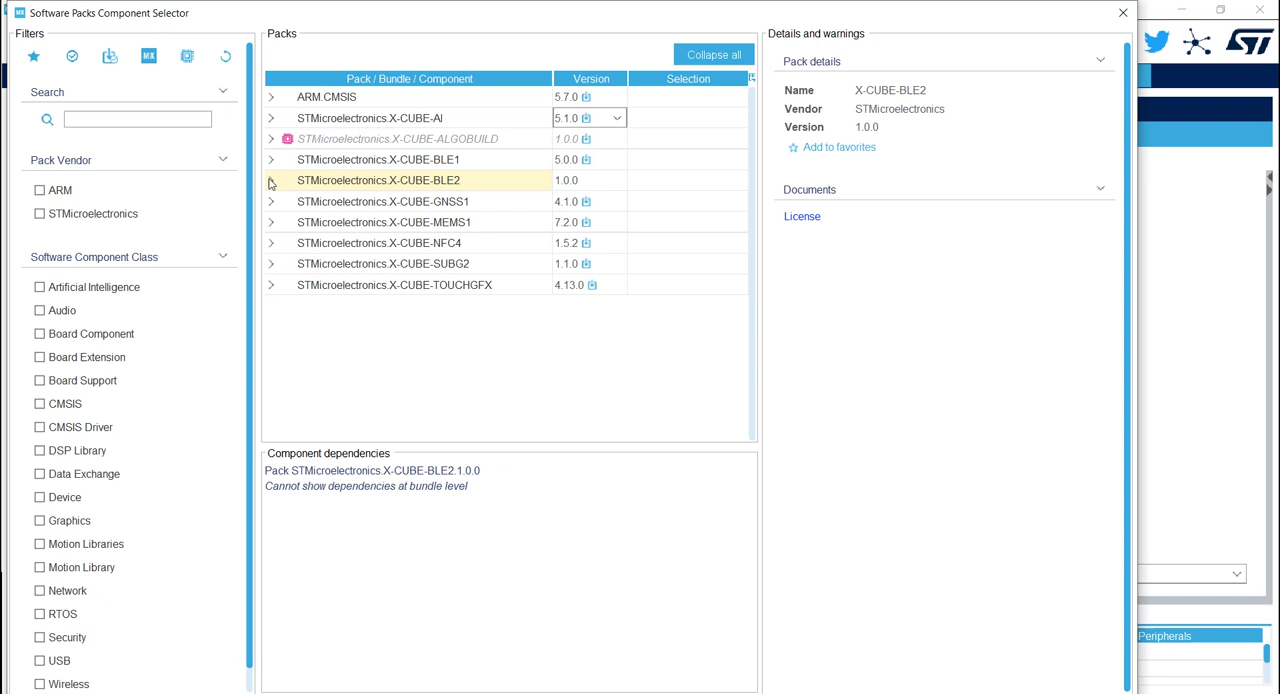 MX Software Packs Component Selector
Filters
MX
Search
Pack Vendor
ARM
STMicroelectronics
Software Component Class
Artificial Intelligence
Audio
Board Component
Board Extension
Board Support
CMSIS
CMSIS Driver
DSP Library
Data Exchange
Device
Graphics
Motion Libraries
Motion Library
Network
RTOS
Security
USB
Wireless
Packs
Collapse all
Pack / Bundle / Component Version Selection
ARM.CMSIS 5.7.0
STMicroelectronics.X-CUBE-AI 5.1.0
STMicroelectronics.X-CUBE-ALGOBUILD 1.0.0
STMicroelectronics.X-CUBE-BLE1 5.0.0
STMicroelectronics.X-CUBE-BLE2 1.0.0
STMicroelectronics.X-CUBE-GNSS1 4.1.0
STMicroelectronics.X-CUBE-MEMS1 7.2.0
STMicroelectronics.X-CUBE-NFC4 1.5.2
STMicroelectronics.X-CUBE-SUBG2 1.1.0
STMicroelectronics.X-CUBE-TOUCHGFX 4.13.0
Component dependencies
Pack STMicroelectronics.X-CUBE-BLE2.1.0.0
Cannot show dependencies at bundle level
Details and warnings
Pack details
Name X-CUBE-BLE2
Vendor STMicroelectronics
Version 1.0.0
Add to favorites
Documents
License
ST
Peripherals